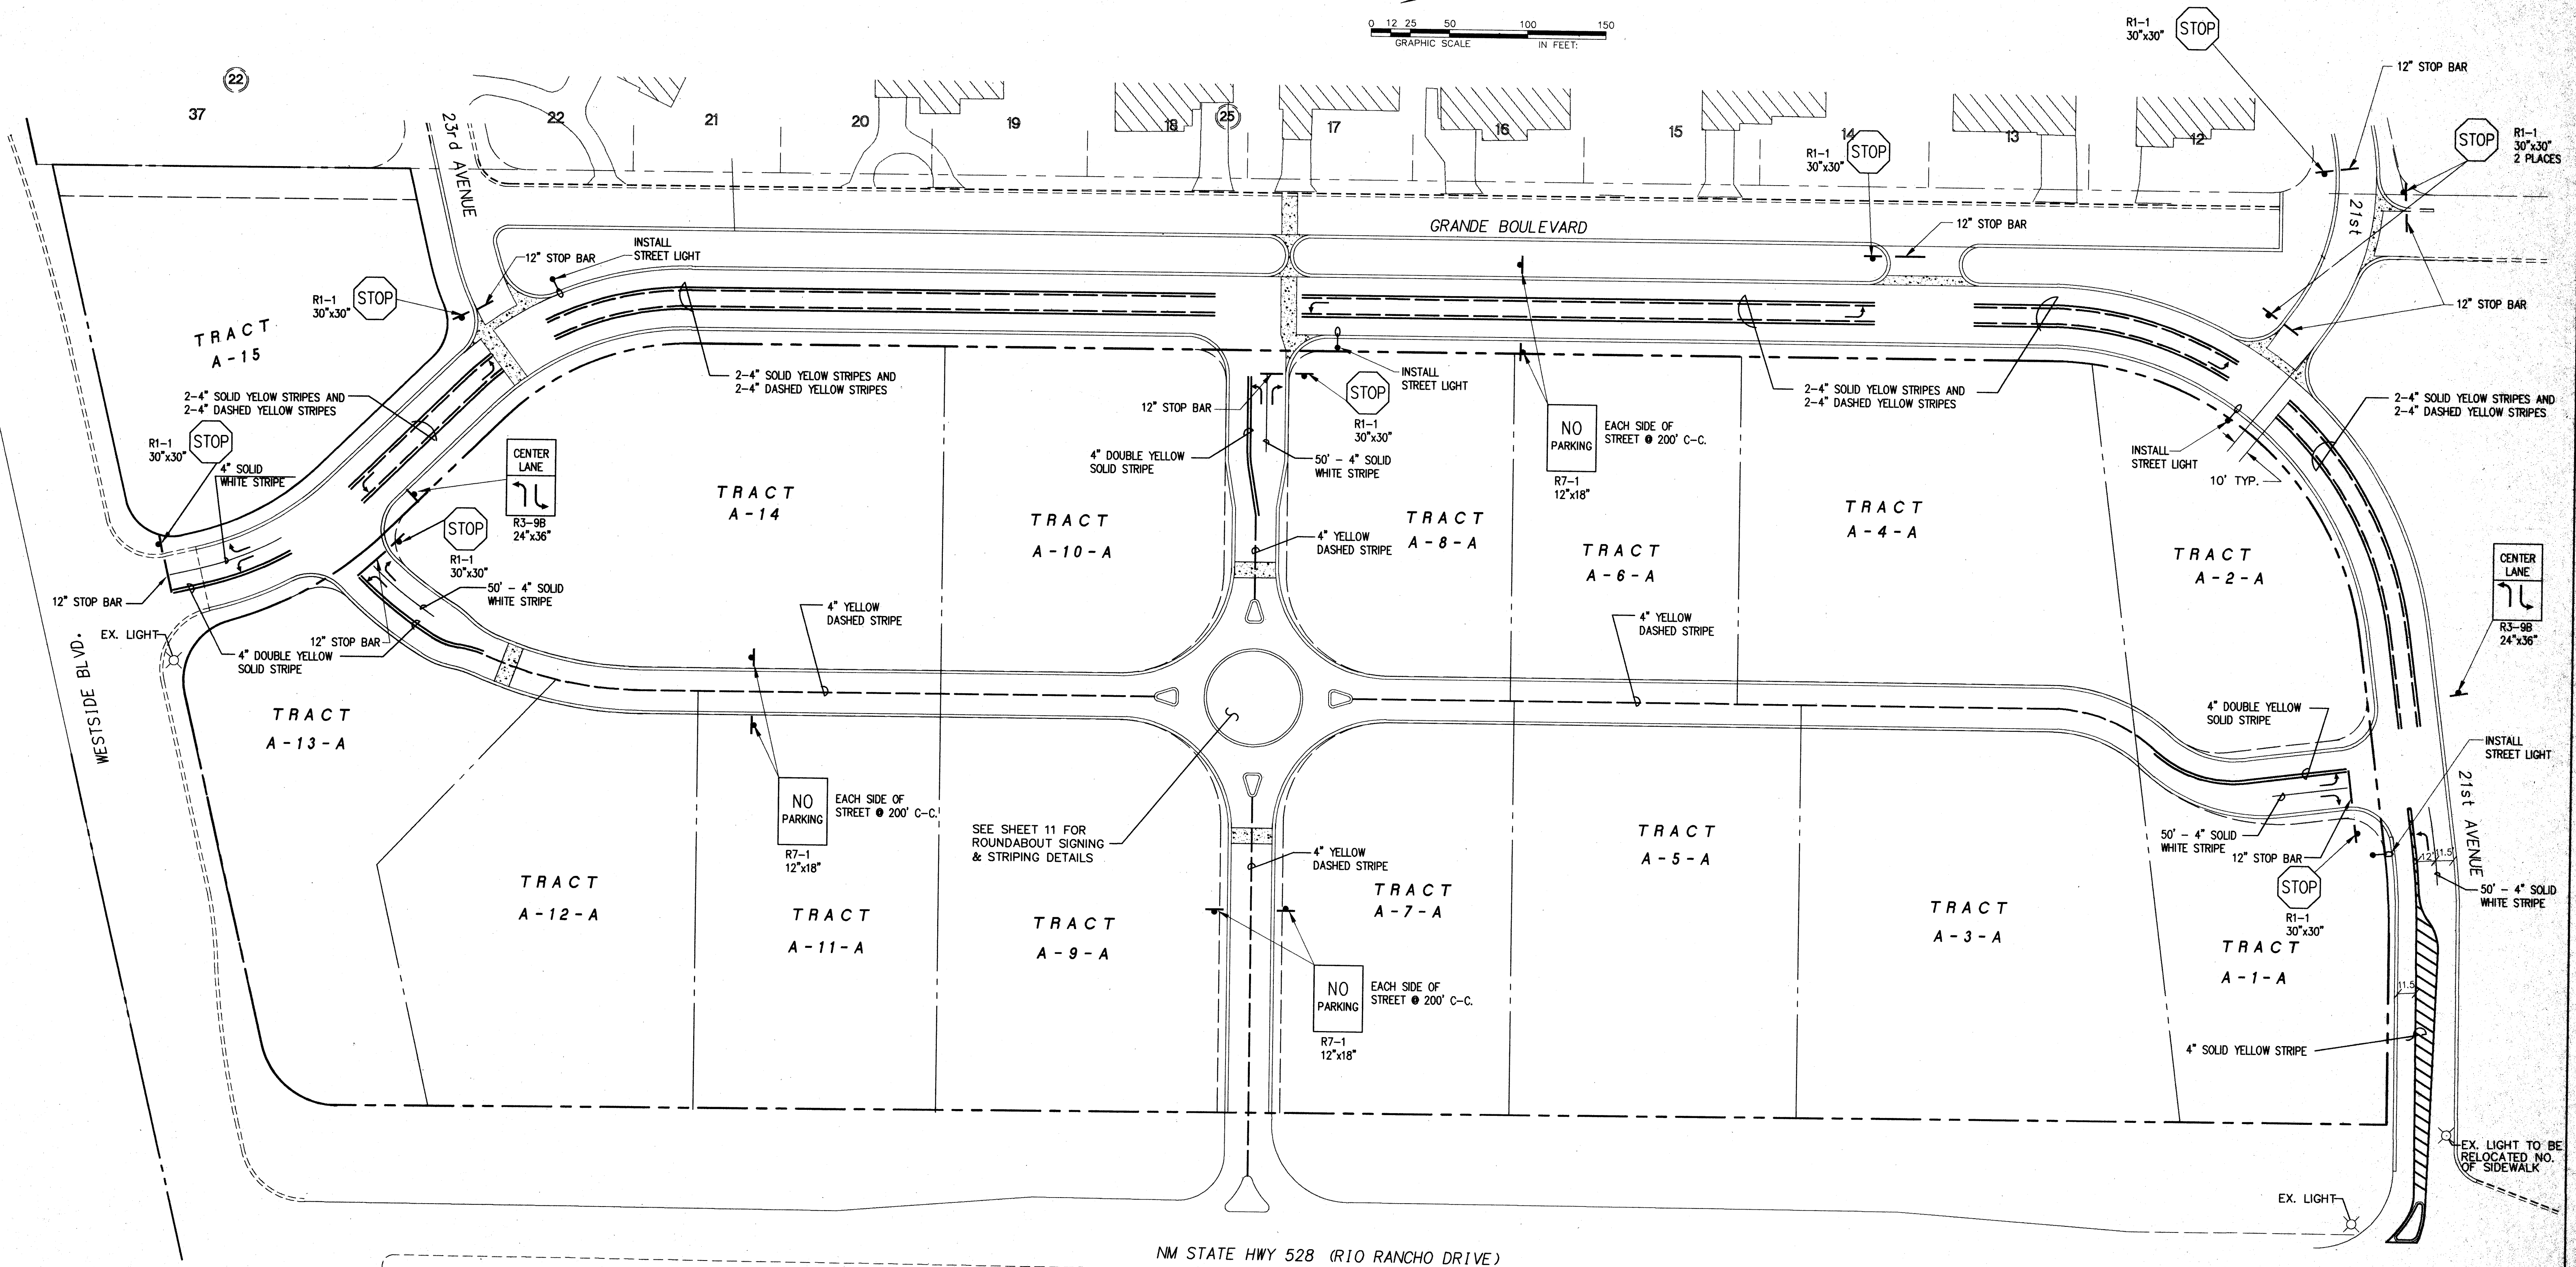 0 12 25 50 100 150
GRAPHIC SCALE IN FEET:
R1-1
30"x30"
STOP
12" STOP BAR
STOP
R1-1
30"x30"
2 PLACES
22
37
23rd AVENUE
22
21
20
19
18
25
17
16
15
14
13
12
R1-1
30"x30"
STOP
GRANDE BOULEVARD
12" STOP BAR
21st
INSTALL
STREET LIGHT
12" STOP BAR
R1-1
30"x30"
STOP
12" STOP BAR
TRACT
A-15
2-4" SOLID YELOW STRIPES AND
2-4" DASHED YELLOW STRIPES
2-4" SOLID YELOW STRIPES AND
2-4" DASHED YELLOW STRIPES
INSTALL
STREET LIGHT
STOP
R1-1
30"x30"
12" STOP BAR
2-4" SOLID YELOW STRIPES AND
2-4" DASHED YELLOW STRIPES
2-4" SOLID YELOW STRIPES AND
2-4" DASHED YELLOW STRIPES
R1-1
30"x30"
STOP
4" SOLID
WHITE STRIPE
CENTER
LANE
R3-9B
24"x36"
4" DOUBLE YELLOW
SOLID STRIPE
50' - 4" SOLID
WHITE STRIPE
NO
PARKING
EACH SIDE OF
STREET @ 200' C-C.
R7-1
12"x18"
INSTALL
STREET LIGHT
10' TYP.
TRACT
A-14
TRACT
A-10-A
TRACT
A-8-A
TRACT
A-6-A
TRACT
A-4-A
TRACT
A-2-A
STOP
R1-1
30"x30"
50' - 4" SOLID
WHITE STRIPE
4" YELLOW
DASHED STRIPE
CENTER
LANE
R3-9B
24"x36"
12" STOP BAR
EX. LIGHT
WESTSIDE BLVD.
12" STOP BAR
4" DOUBLE YELLOW
SOLID STRIPE
4" YELLOW
DASHED STRIPE
4" YELLOW
DASHED STRIPE
TRACT
A-13-A
4" DOUBLE YELLOW
SOLID STRIPE
INSTALL
STREET LIGHT
21st AVENUE
NO
PARKING
EACH SIDE OF
STREET @ 200' C-C.
R7-1
12"x18"
SEE SHEET 11 FOR
ROUNDABOUT SIGNING
& STRIPING DETAILS
4" YELLOW
DASHED STRIPE
50' - 4" SOLID
WHITE STRIPE
12" STOP BAR
STOP
R1-1
30"x30"
12' 11.5'
50' - 4" SOLID
WHITE STRIPE
TRACT
A-12-A
TRACT
A-11-A
TRACT
A-9-A
TRACT
A-7-A
TRACT
A-5-A
TRACT
A-3-A
TRACT
A-1-A
NO
PARKING
EACH SIDE OF
STREET @ 200' C-C.
R7-1
12"x18"
11.5
4" SOLID YELLOW STRIPE
EX. LIGHT TO BE
RELOCATED NO.
OF SIDEWALK
EX. LIGHT
NM STATE HWY 528 (RIO RANCHO DRIVE)